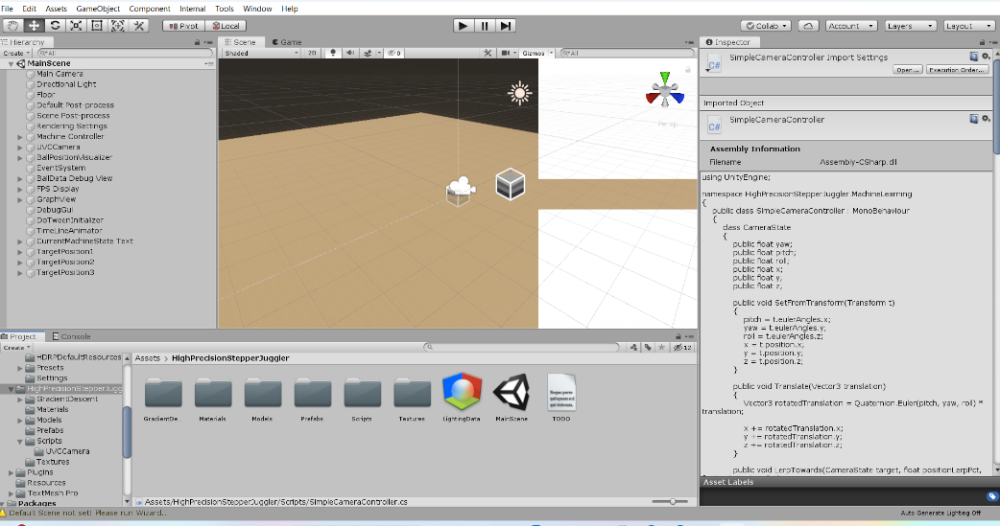 File Edit Assets GameObject Component Internal Tools Window Help
Pivot Local
Collab Account Layers Layout
Hierarchy
Create All
MainScene
Main Camera
Directional Light
Floor
Default Post-process
Scene Post-process
Rendering Settings
Machine Controller
UVCCamera
BallPositionVisualizer
EventSystem
BallData Debug View
FPS Display
GraphView
DebugGui
DoTweenInitializer
TimeLineAnimator
CurrentMachineState Text
TargetPosition1
TargetPosition2
TargetPosition3
Scene Game
Shaded 2D 0 Gizmos All
Persp
Inspector
SimpleCameraController Import Settings
C#
Open... Execution Order...
Imported Object
SimpleCameraController
C#
Assembly Information
Filename Assembly-CSharp.dll
using UnityEngine;
namespace HighPrecisionStepperJuggler.MachineLearning
{
public class SimpleCameraController : MonoBehaviour
{
class CameraState
{
public float yaw;
public float pitch;
public float roll;
public float x;
public float y;
public float z;
public void SetFromTransform(Transform t)
{
pitch = t.eulerAngles.x;
yaw = t.eulerAngles.y;
roll = t.eulerAngles.z;
x = t.position.x;
y = t.position.y;
z = t.position.z;
}
public void Translate(Vector3 translation)
{
Vector3 rotatedTranslation = Quaternion.Euler(pitch, yaw, roll) *
translation;
x += rotatedTranslation.x;
y += rotatedTranslation.y;
z += rotatedTranslation.z;
}
public void LerpTowards(CameraState target, float positionLerpPct,
Asset Labels
Project Console
Create 12
HDRPDefaultResources
Presets
Settings
HighPrecisionStepperJugg
GradientDescent
Materials
Models
Prefabs
Scripts
UVCCamera
Textures
Plugins
Resources
TextMesh Pro
Packages
Assets > HighPrecisionStepperJuggler
GradientDe... Materials Models Prefabs Scripts Textures LightingData MainScene TODO
Assets/HighPrecisionStepperJuggler/Scripts/SimpleCameraController.cs
Default Scene not set! Please run Wizard..
Auto Generate Lighting Off